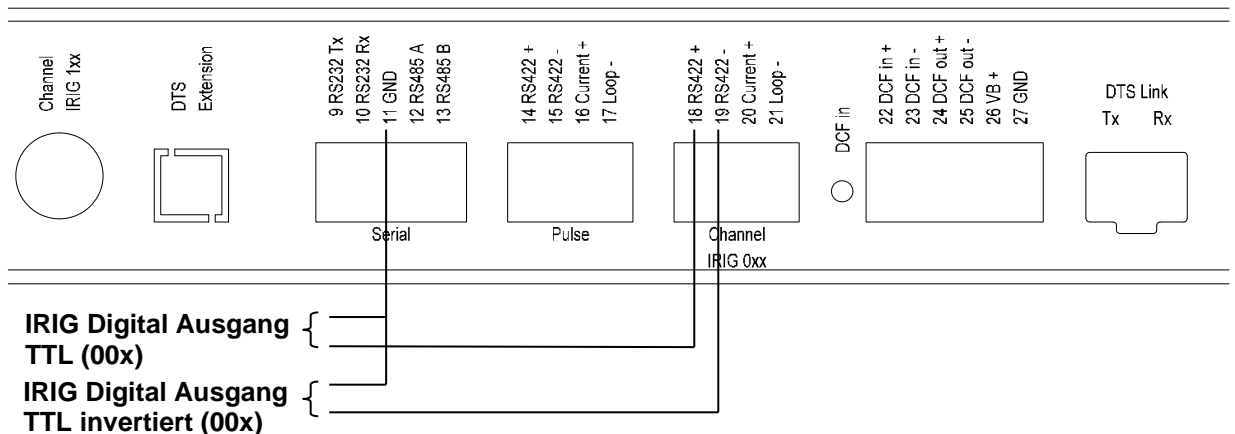 Channel
IRIG 1xx
DTS
Extension
9 RS232 Tx
10 RS232 Rx
11 GND
12 RS485 A
13 RS485 B
Serial
14 RS422 +
15 RS422 -
16 Current +
17 Loop -
Pulse
18 RS422 +
19 RS422 -
20 Current +
21 Loop -
Channel
IRIG 0xx
DCF in
22 DCF in +
23 DCF in -
24 DCF out +
25 DCF out -
26 VB +
27 GND
DTS Link
Tx Rx
IRIG Digital Ausgang
TTL (00x)
IRIG Digital Ausgang
TTL invertiert (00x)